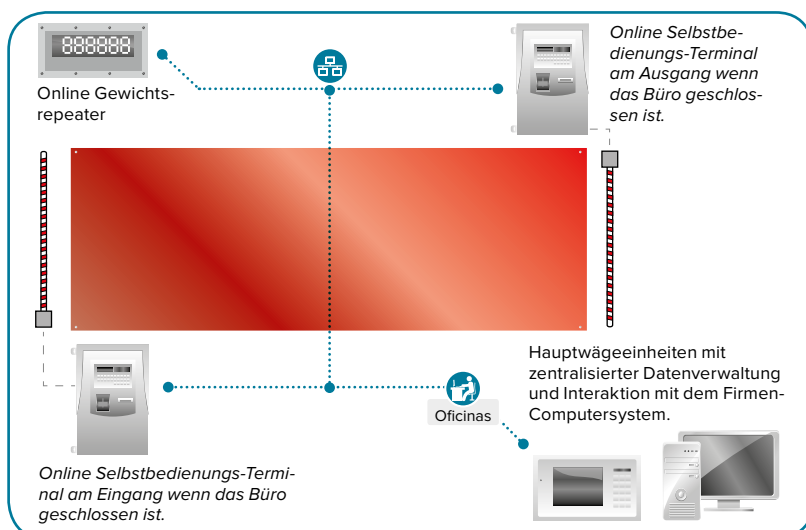 888888
Online Gewichts-
repeater
Online Selbstbe-
dienungs-Terminal
am Ausgang wenn
das Büro geschlos-
sen ist.
Hauptwägeeinheiten mit
zentralisierter Datenverwaltung
und Interaktion mit dem Firmen-
Computersystem.
Oficinas
Online Selbstbedienungs-Termi-
nal am Eingang wenn das Büro
geschlossen ist.